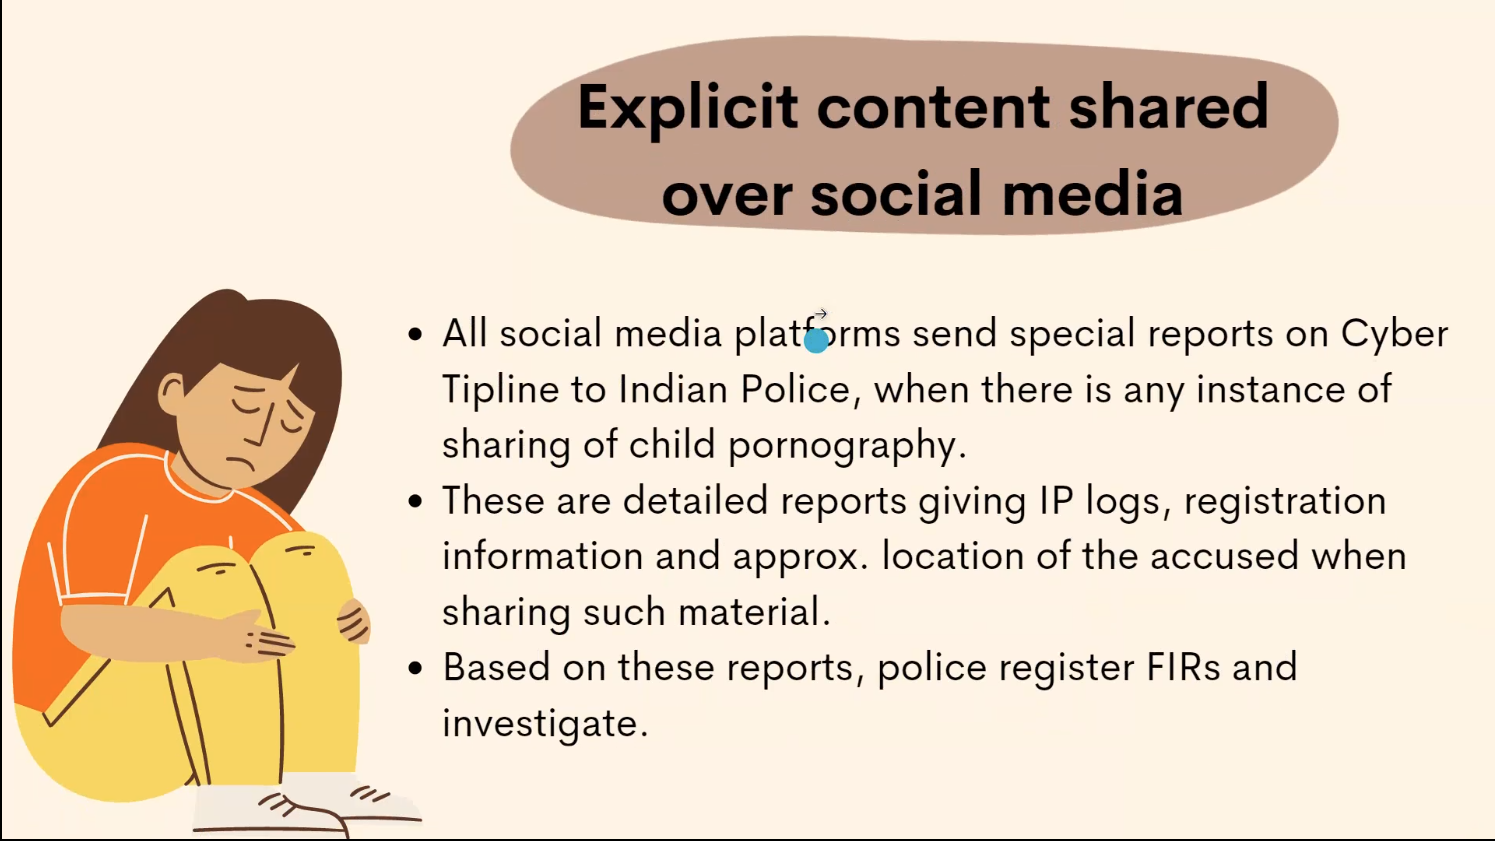 Explicit content shared
over social media
• All social media platforms send special reports on Cyber
Tipline to Indian Police, when there is any instance of
sharing of child pornography.
• These are detailed reports giving IP logs, registration
information and approx. location of the accused when
sharing such material.
• Based on these reports, police register FIRs and
investigate.